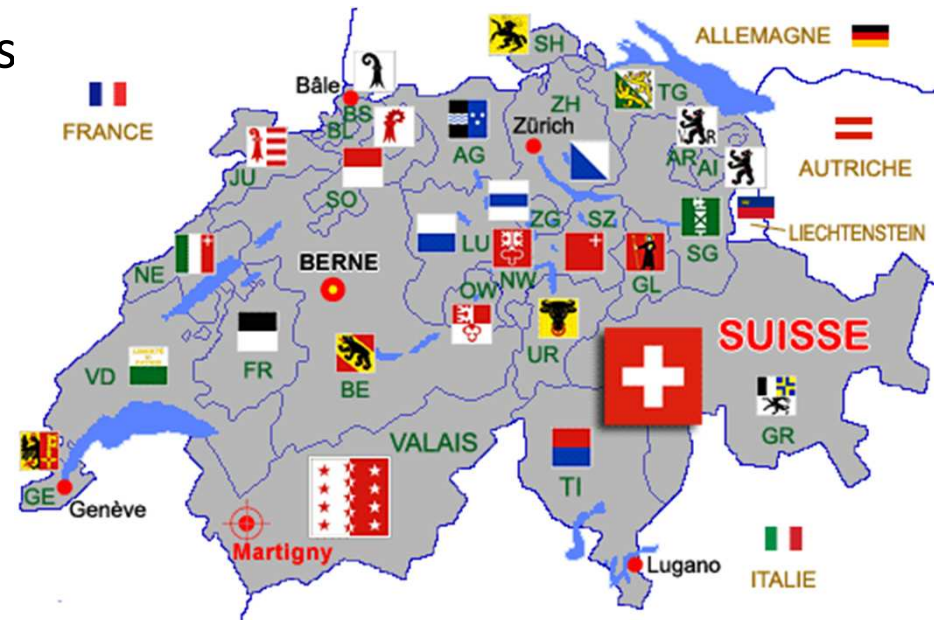 s
SH
ALLEMAGNE
Bâle
BS
BL
FRANCE
ZH
TG
Zürich
AG
AR
AI
AUTRICHE
JU
SO
ZG
SZ
LU
NE
BERNE
NW
OW
GL
SG
LIECHTENSTEIN
SUISSE
UR
VD
FR
BE
GR
VALAIS
TI
GE
Genève
Martigny
Lugano
ITALIE